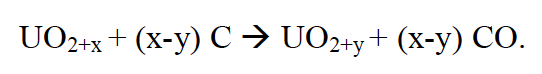 UO₂₊ₓ + (x-y) C → UO₂₊ᵧ + (x-y) CO.